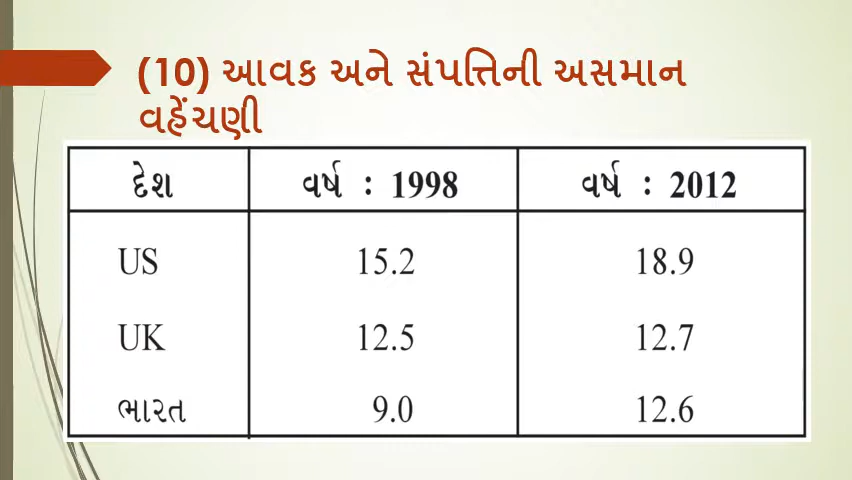 (10) આવક અને સંપત્તિની અસમાન
વહેંચણી
દેશ વર્ષ : 1998 વર્ષ : 2012
US 15.2 18.9
UK 12.5 12.7
ભારત 9.0 12.6